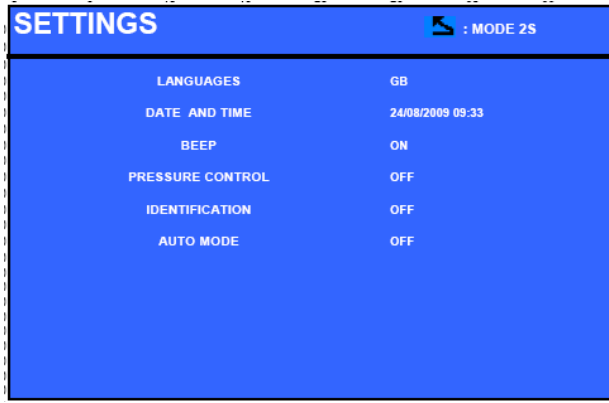 SETTINGS : MODE 2S
LANGUAGES GB
DATE AND TIME 24/08/2009 09:33
BEEP ON
PRESSURE CONTROL OFF
IDENTIFICATION OFF
AUTO MODE OFF